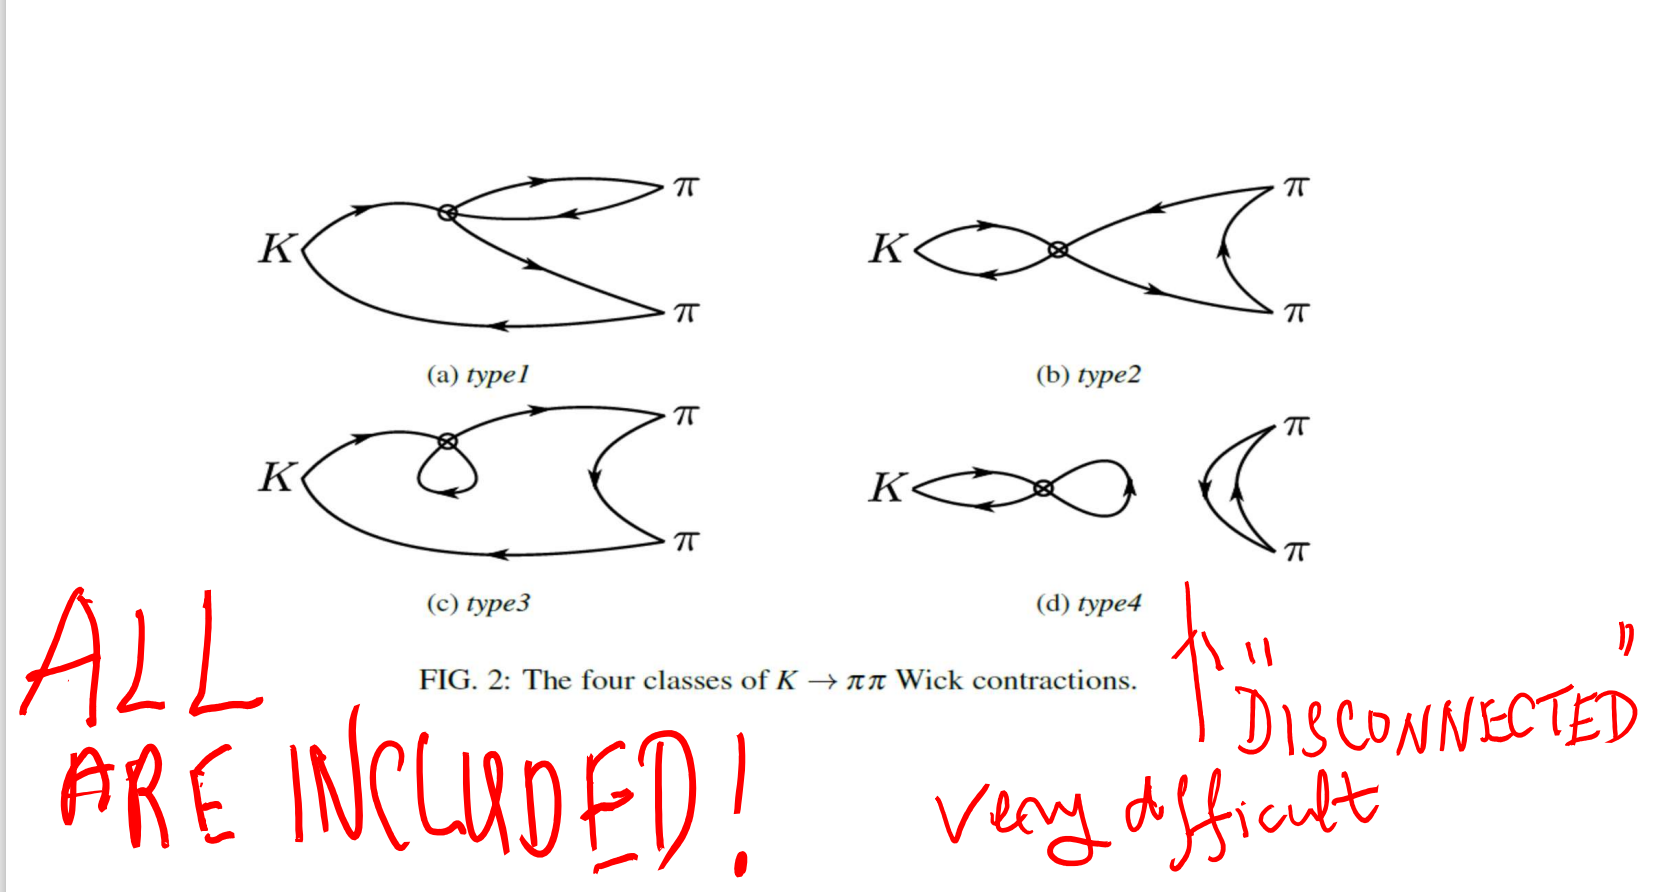 π
K
π
(a) type1
π
K
π
(b) type2
π
K
π
(c) type3
π
K
π
(d) type4
FIG. 2: The four classes of K → ππ Wick contractions.
ALL
ARE INCLUDED!
"DISCONNECTED"
very difficult